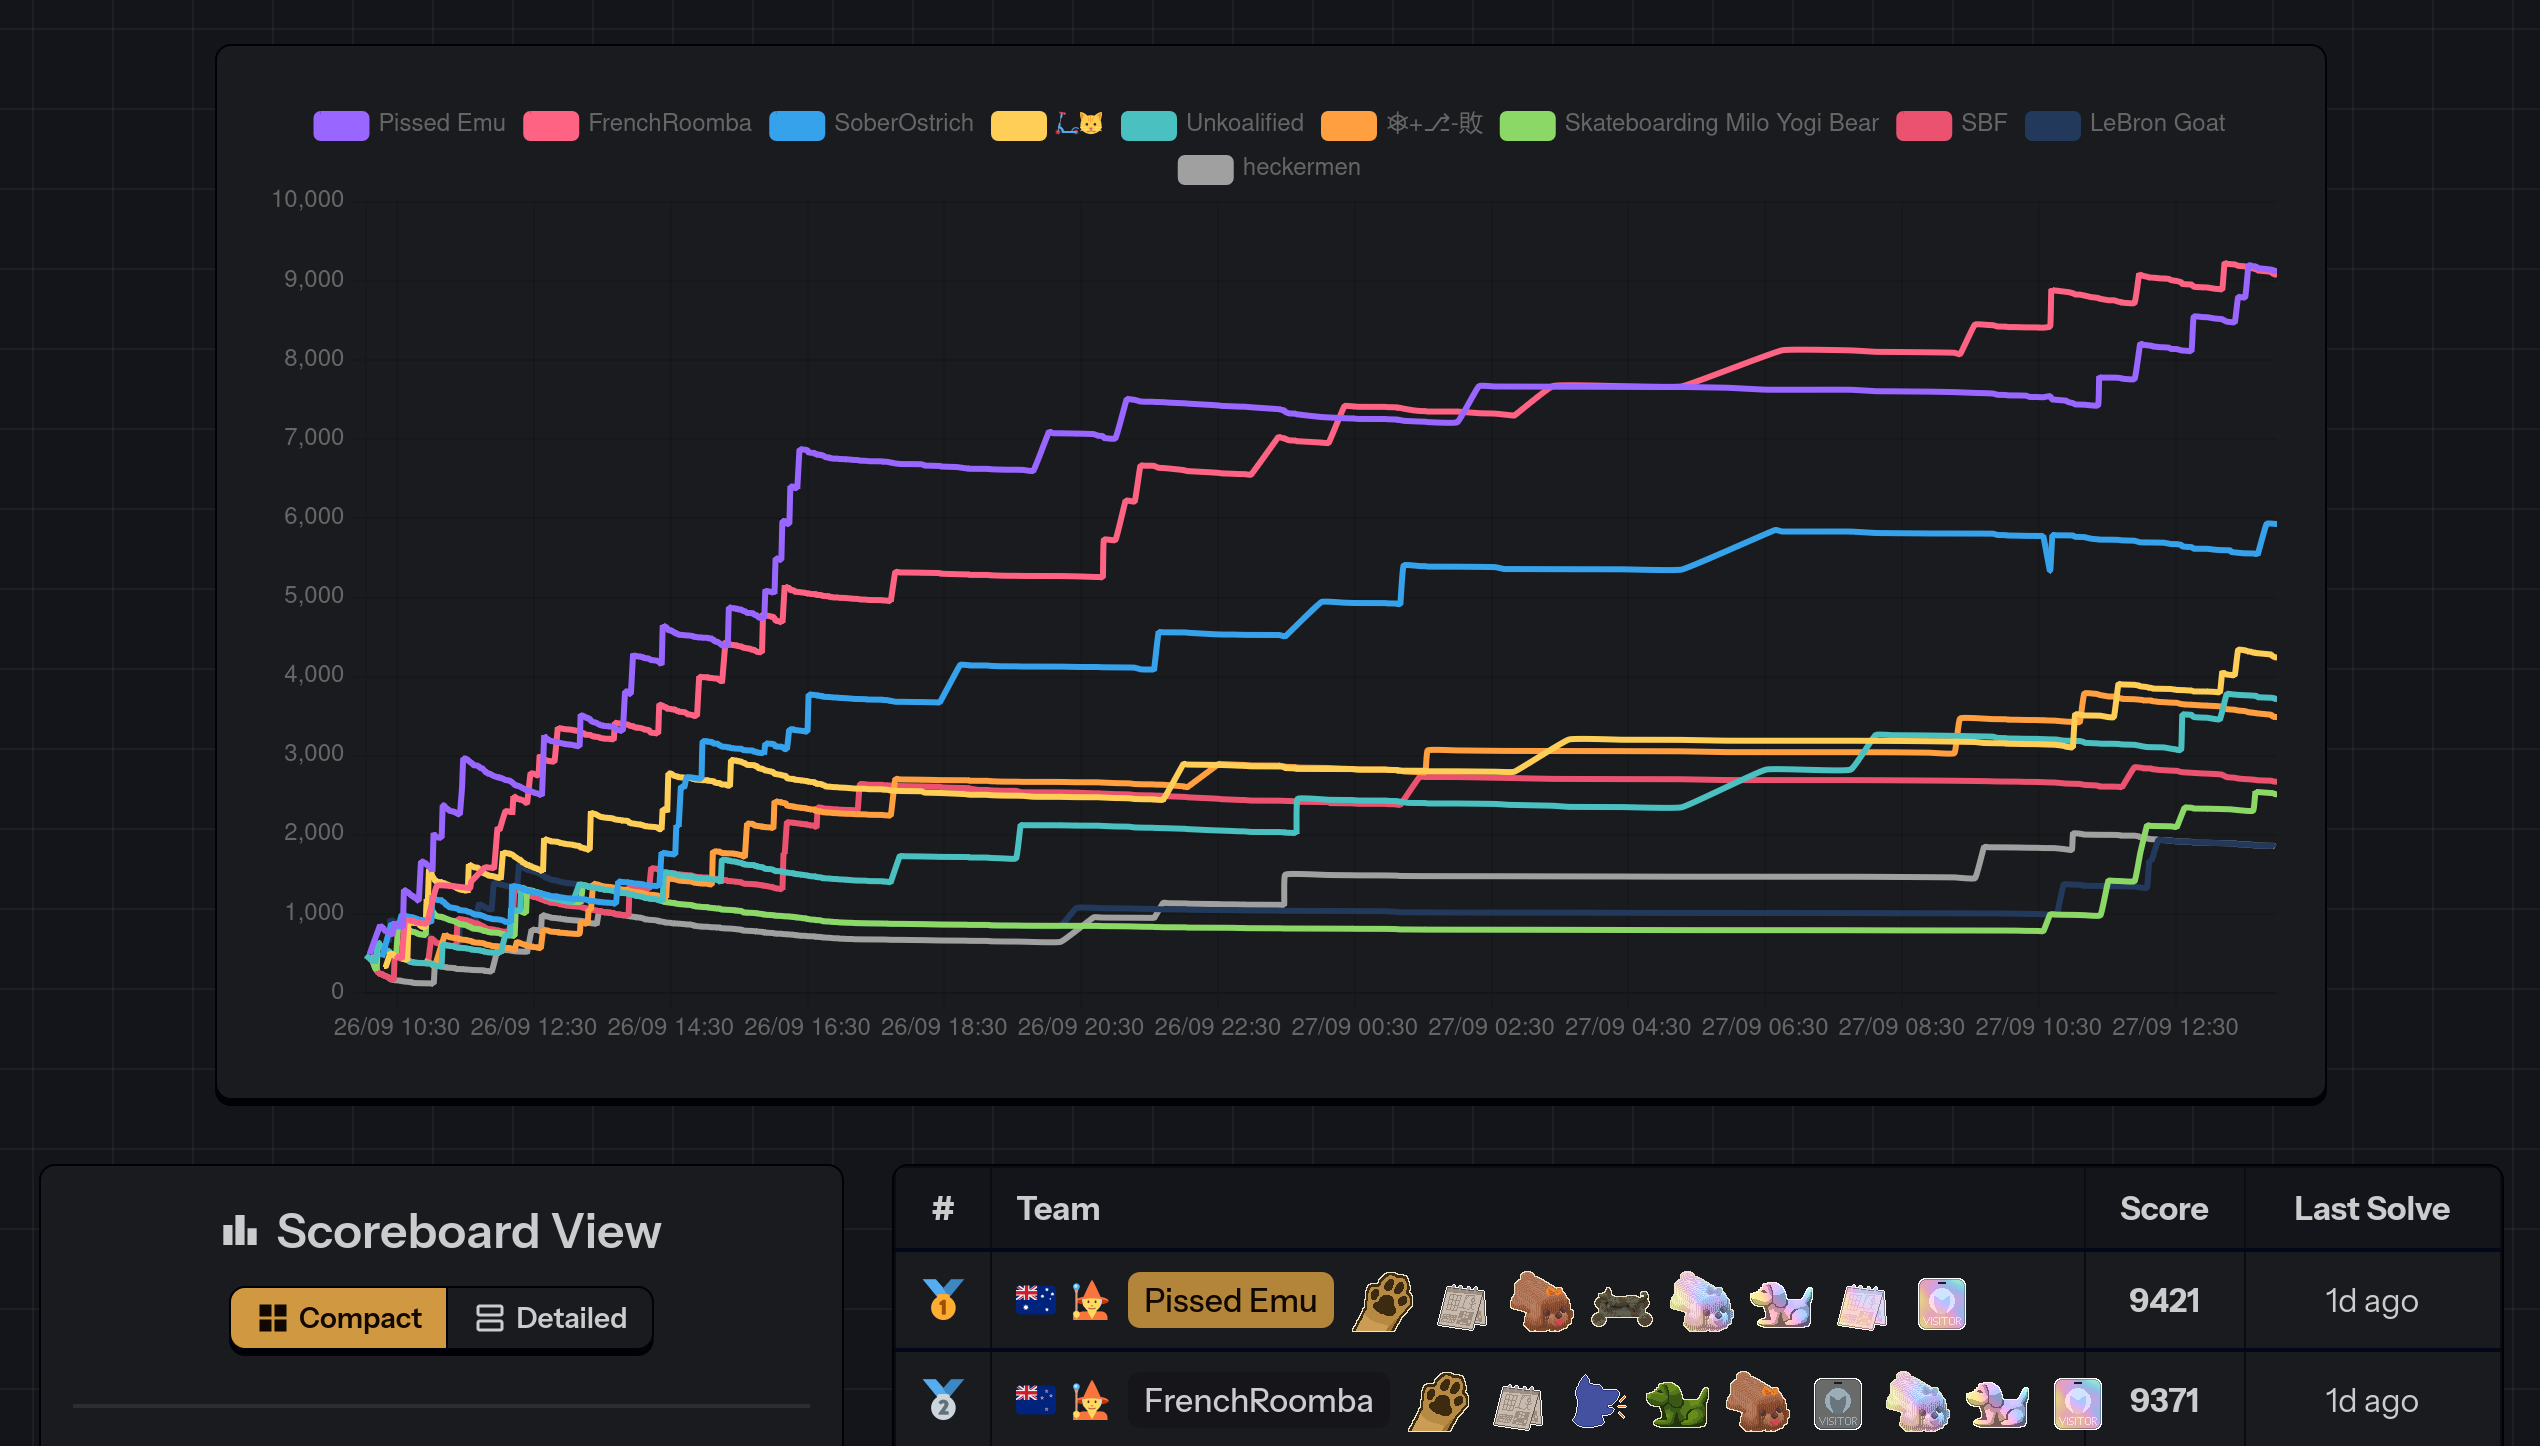 Pissed Emu FrenchRoomba SoberOstrich 🛴🐱 Unkoalified 🕸+⎇-敗 Skateboarding Milo Yogi Bear SBF LeBron Goat
heckermen
10,000
9,000
8,000
7,000
6,000
5,000
4,000
3,000
2,000
1,000
0
26/09 10:30 26/09 12:30 26/09 14:30 26/09 16:30 26/09 18:30 26/09 20:30 26/09 22:30 27/09 00:30 27/09 02:30 27/09 04:30 27/09 06:30 27/09 08:30 27/09 10:30 27/09 12:30
Scoreboard View
Compact Detailed
# Team Score Last Solve
1 Pissed Emu VISITOR 9421 1d ago
2 FrenchRoomba VISITOR VISITOR 9371 1d ago